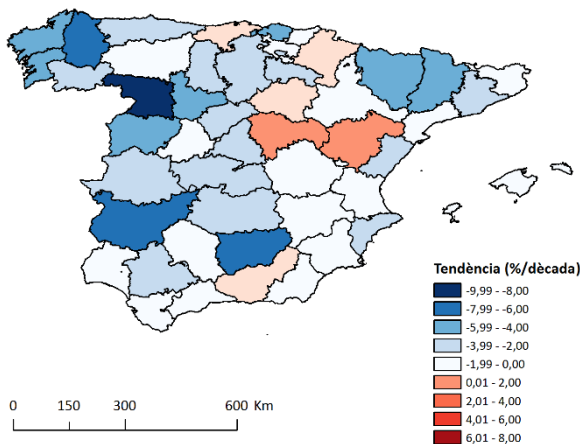 Tendència (%/dècada)
-9,99 - -8,00
-7,99 - -6,00
-5,99 - -4,00
-3,99 - -2,00
-1,99 - 0,00
0,01 - 2,00
2,01 - 4,00
4,01 - 6,00
6,01 - 8,00
0 150 300 600 Km